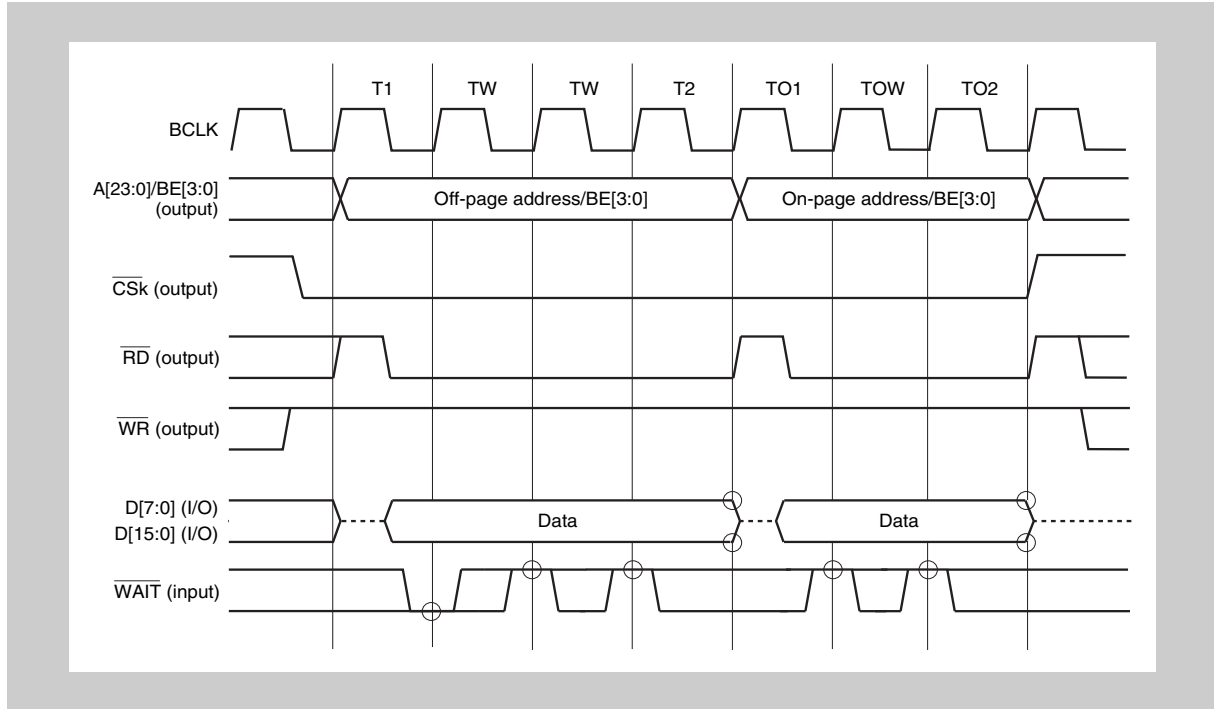 T1 TW TW T2 TO1 TOW TO2
BCLK
A[23:0]/BE[3:0]
(output)
Off-page address/BE[3:0] On-page address/BE[3:0]
CSk (output)
RD (output)
WR (output)
D[7:0] (I/O)
D[15:0] (I/O)
Data Data
WAIT (input)